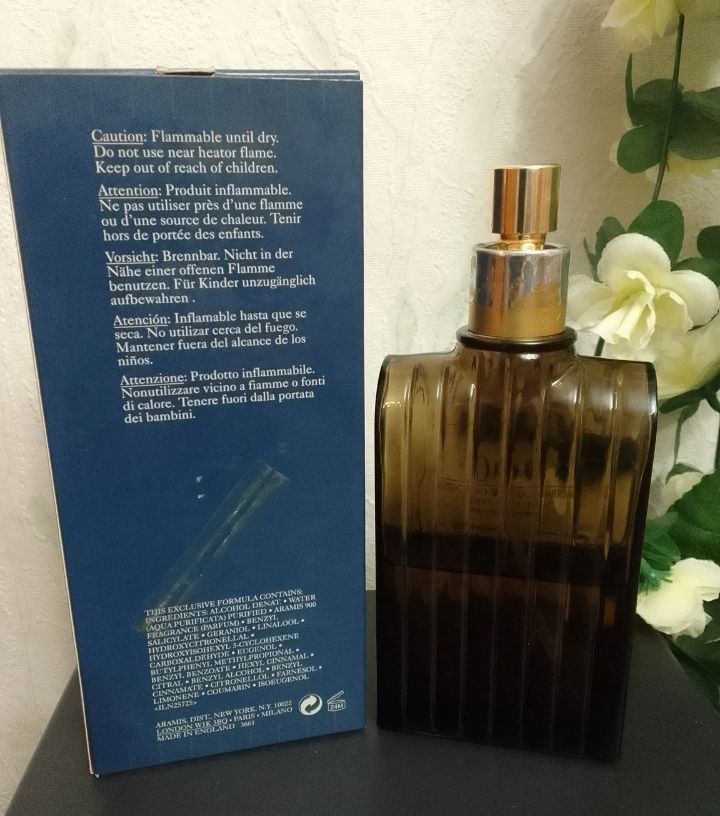 Caution: Flammable until dry.
Do not use near heator flame.
Keep out of reach of children.
Attention: Produit inflammable.
Ne pas utiliser près d'une flamme
ou d'une source de chaleur. Tenir
hors de portée des enfants.
Vorsicht: Brennbar. Nicht in der
Nähe einer offenen Flamme
benutzen. Für Kinder unzugänglich
aufbewahren .
Atención: Inflamable hasta que se
seca. No utilizar cerca del fuego.
Mantener fuera del alcance de los
niños.
Attenzione: Prodotto inflammabile.
Nonutilizzare vicino a fiamme o fonti
di calore. Tenere fuori dalla portata
dei bambini.
THIS EXCLUSIVE FORMULA CONTAINS:
INGREDIENTS: ALCOHOL DENAT • WATER
(AQUA PURIFICATA) PURIFIED • ARAMIS 900
FRAGRANCE (PARFUM) • BENZYL
SALICYLATE • GERANIOL • LINALOOL •
HYDROXYCITRONELLAL •
HYDROXYISOHEXYL 3-CYCLOHEXENE
CARBOXALDEHYDE • EUGENOL •
BUTYLPHENYL METHYLPROPIONAL •
BENZYL BENZOATE • HEXYL CINNAMAL •
CITRAL • BENZYL ALCOHOL • BENZYL
CINNAMATE • CITRONELLOL • FARNESOL •
LIMONENE • COUMARIN • ISOEUGENOL
<ILN25725>
ARAMIS, DIST. NEW YORK, N.Y. 10022
LONDON W1K 3BQ • PARIS • MILANO
MADE IN ENGLAND 3661
24M